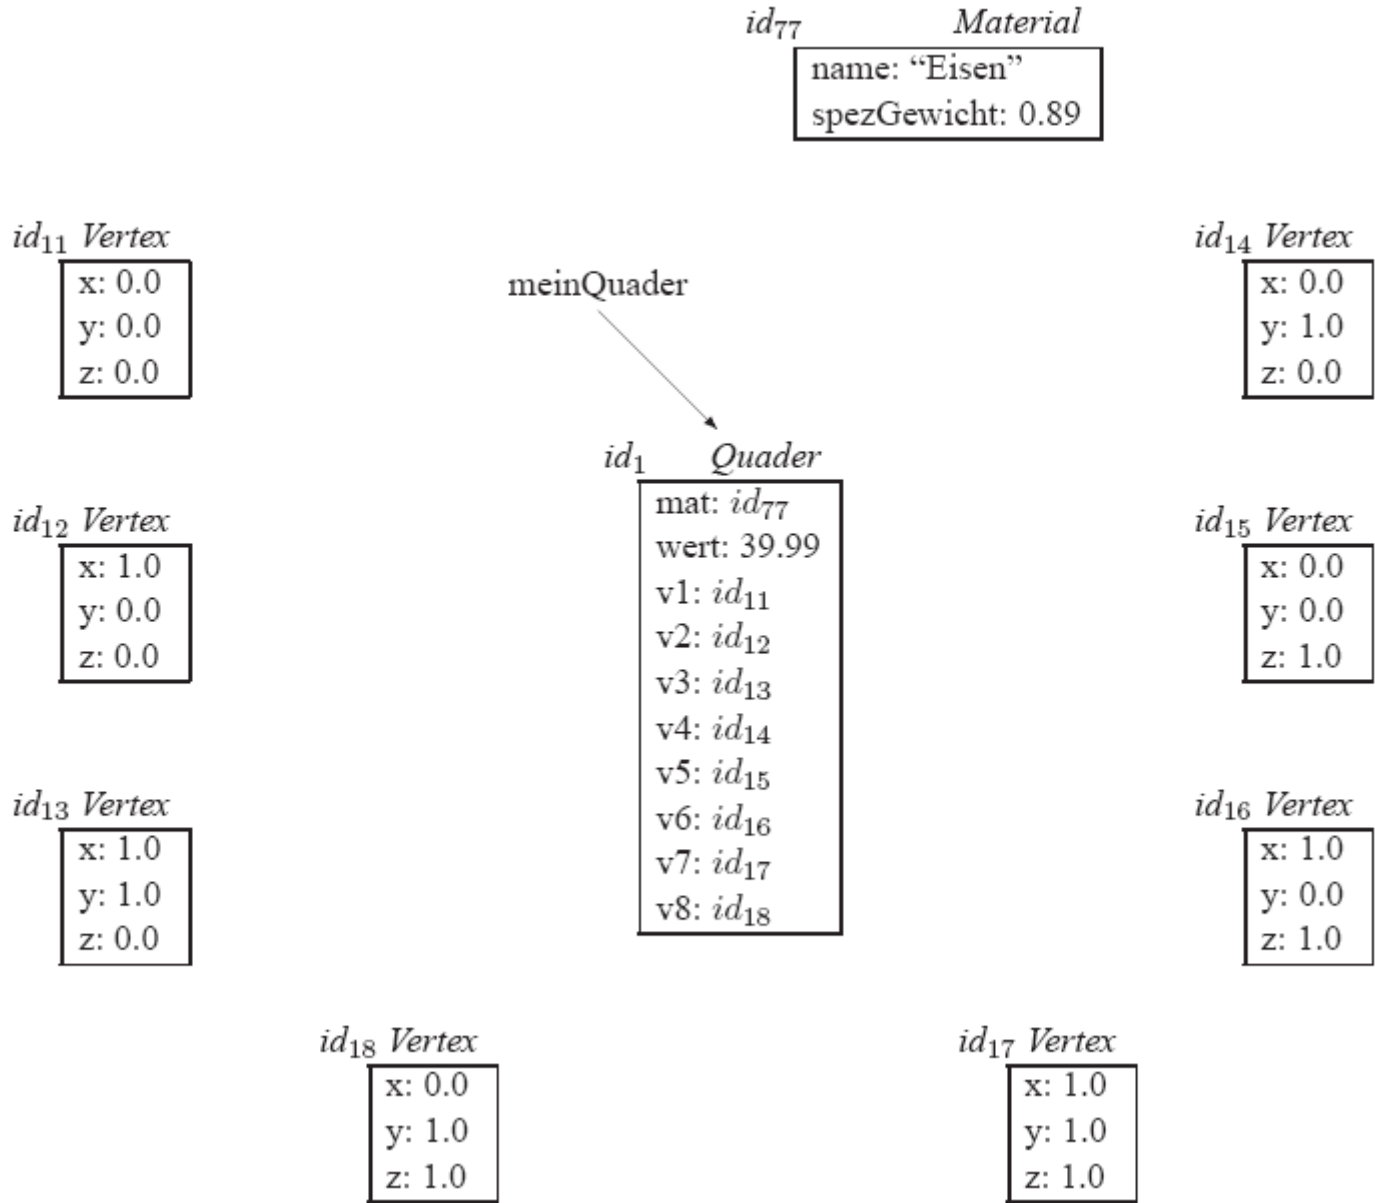 id77 Material
name: “Eisen”
spezGewicht: 0.89
id11 Vertex
x: 0.0
y: 0.0
z: 0.0
id14 Vertex
x: 0.0
y: 1.0
z: 0.0
meinQuader
id1 Quader
mat: id77
wert: 39.99
v1: id11
v2: id12
v3: id13
v4: id14
v5: id15
v6: id16
v7: id17
v8: id18
id12 Vertex
x: 1.0
y: 0.0
z: 0.0
id15 Vertex
x: 0.0
y: 0.0
z: 1.0
id13 Vertex
x: 1.0
y: 1.0
z: 0.0
id16 Vertex
x: 1.0
y: 0.0
z: 1.0
id18 Vertex
x: 0.0
y: 1.0
z: 1.0
id17 Vertex
x: 1.0
y: 1.0
z: 1.0